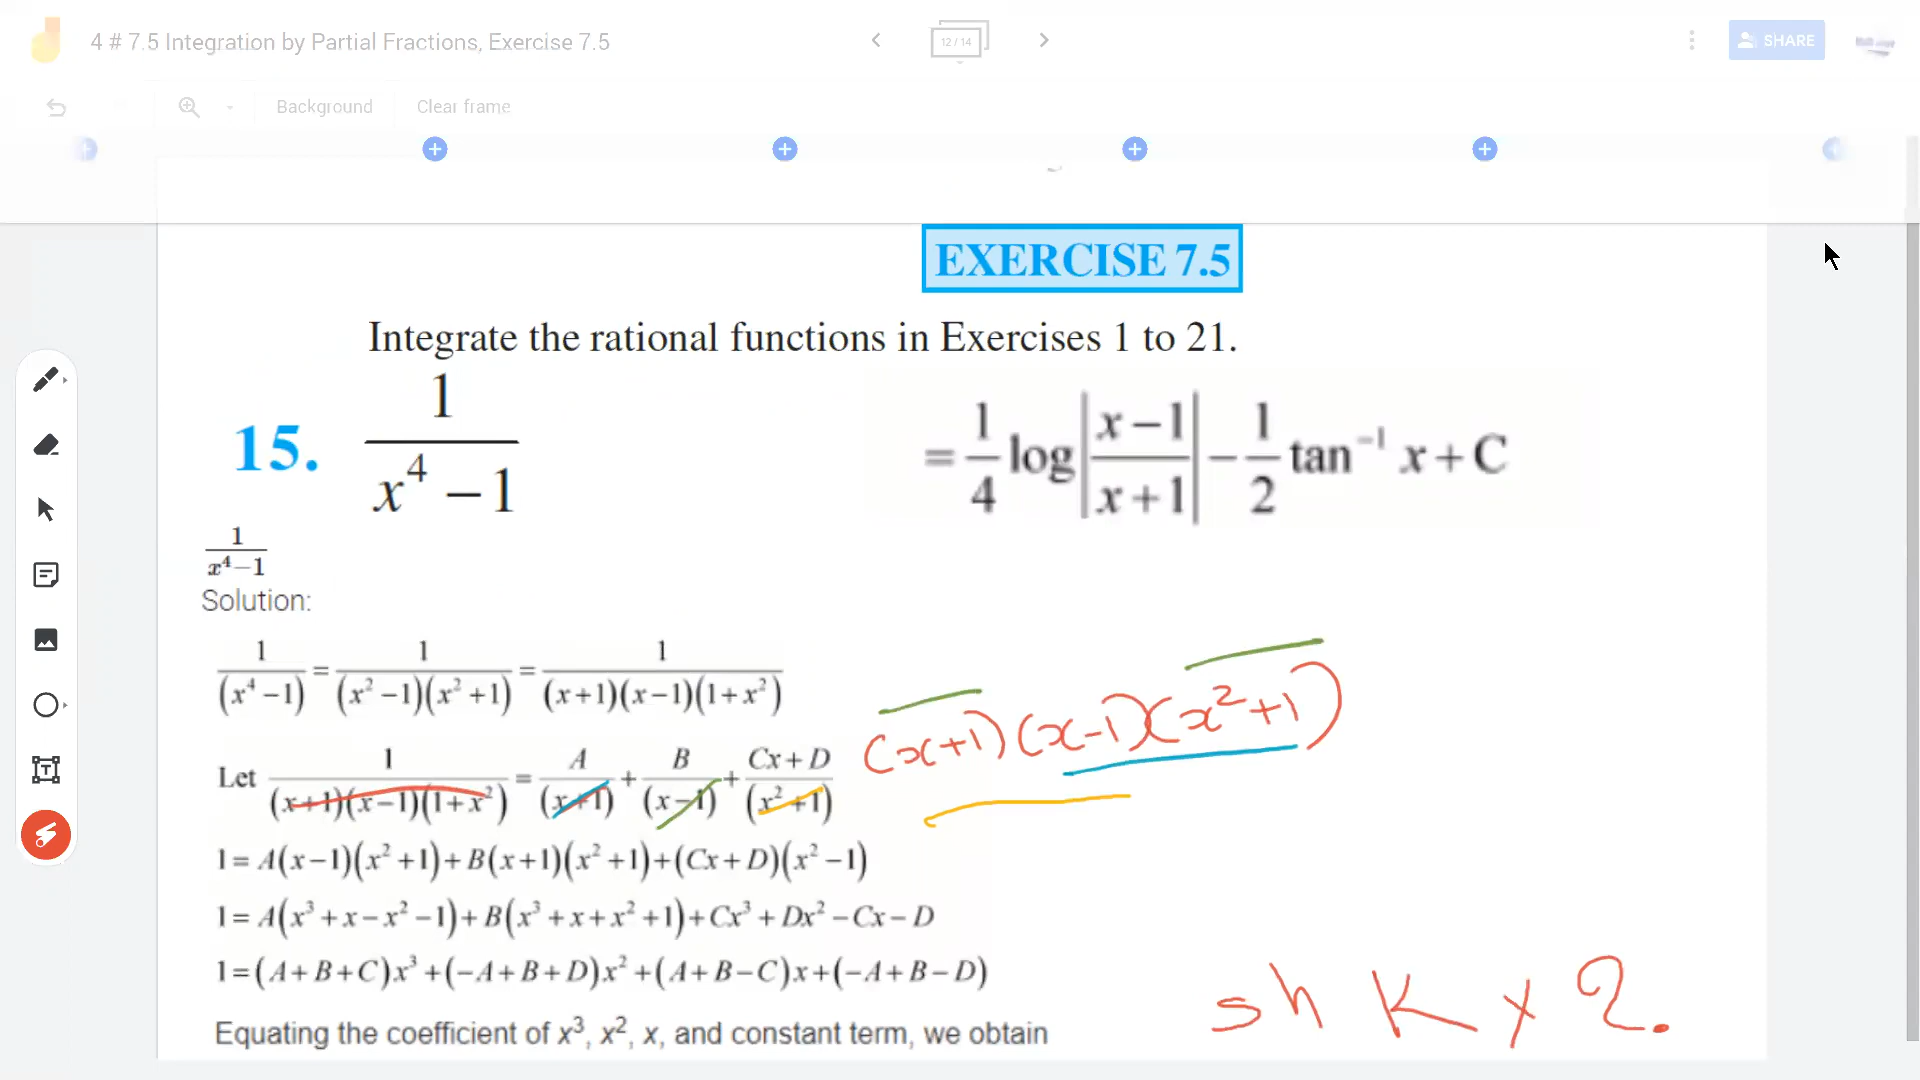 4 # 7.5 Integration by Partial Fractions, Exercise 7.5
12 / 14
SHARE
Background
Clear frame
EXERCISE 7.5
Integrate the rational functions in Exercises 1 to 21.
15. 1/(x⁴ − 1)
= 1/4 log |(x − 1)/(x + 1)| − 1/2 tan⁻¹ x + C
1/(x⁴−1)
Solution:
1/(x⁴ −1) = 1/((x² −1)(x² +1)) = 1/((x+1)(x−1)(1+x²))
(x+1)(x-1)(x²+1)
Let 1/((x+1)(x−1)(1+x²)) = A/(x+1) + B/(x−1) + (Cx+D)/(x² +1)
1 = A(x−1)(x² +1)+B(x+1)(x² +1)+(Cx+D)(x² −1)
1 = A(x³ +x−x² −1)+B(x³ +x+x² +1)+Cx³ +Dx² −Cx−D
1 = (A+B+C)x³ +(−A+B+D)x² +(A+B−C)x+(−A+B−D)
Equating the coefficient of x³, x², x, and constant term, we obtain